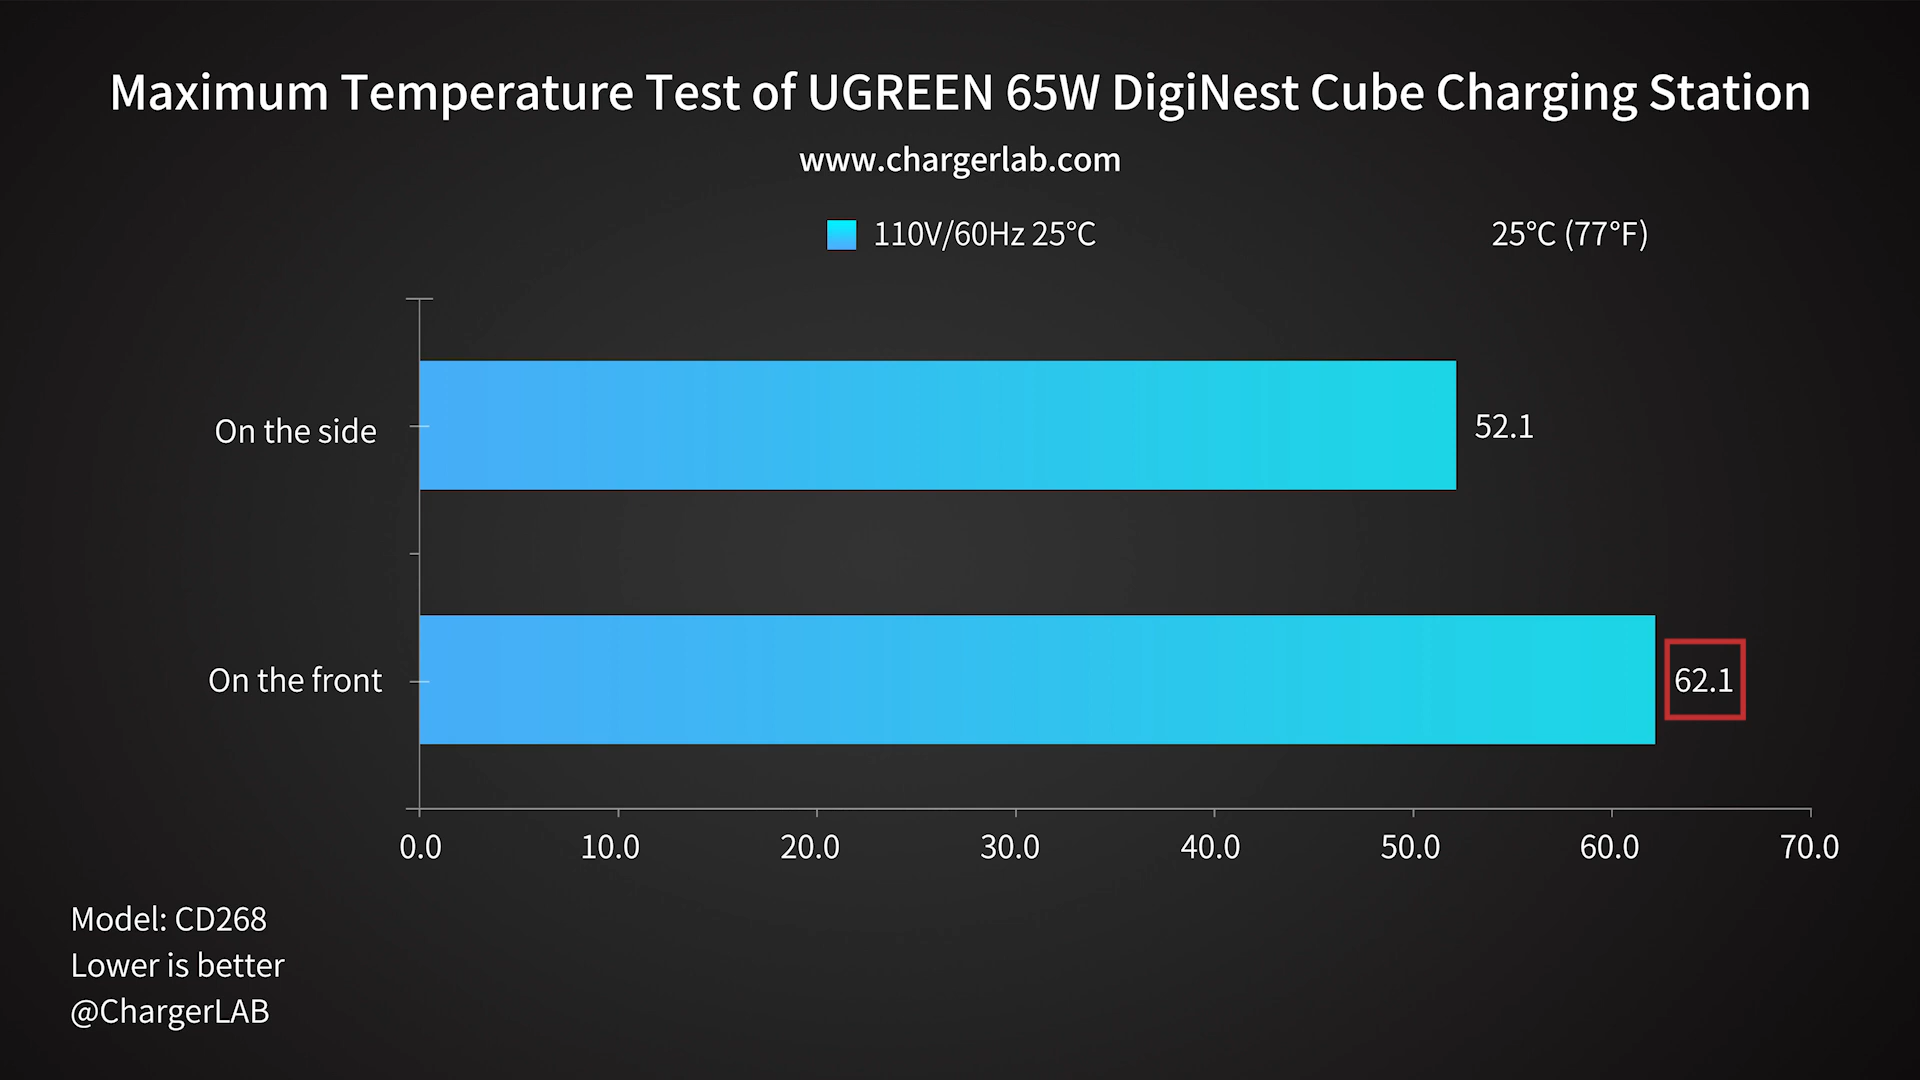 Maximum Temperature Test of UGREEN 65W DigiNest Cube Charging Station
www.chargerlab.com
110V/60Hz 25°C
25°C (77°F)
On the side
52.1
On the front
62.1
0.0 10.0 20.0 30.0 40.0 50.0 60.0 70.0
Model: CD268
Lower is better
@ChargerLAB